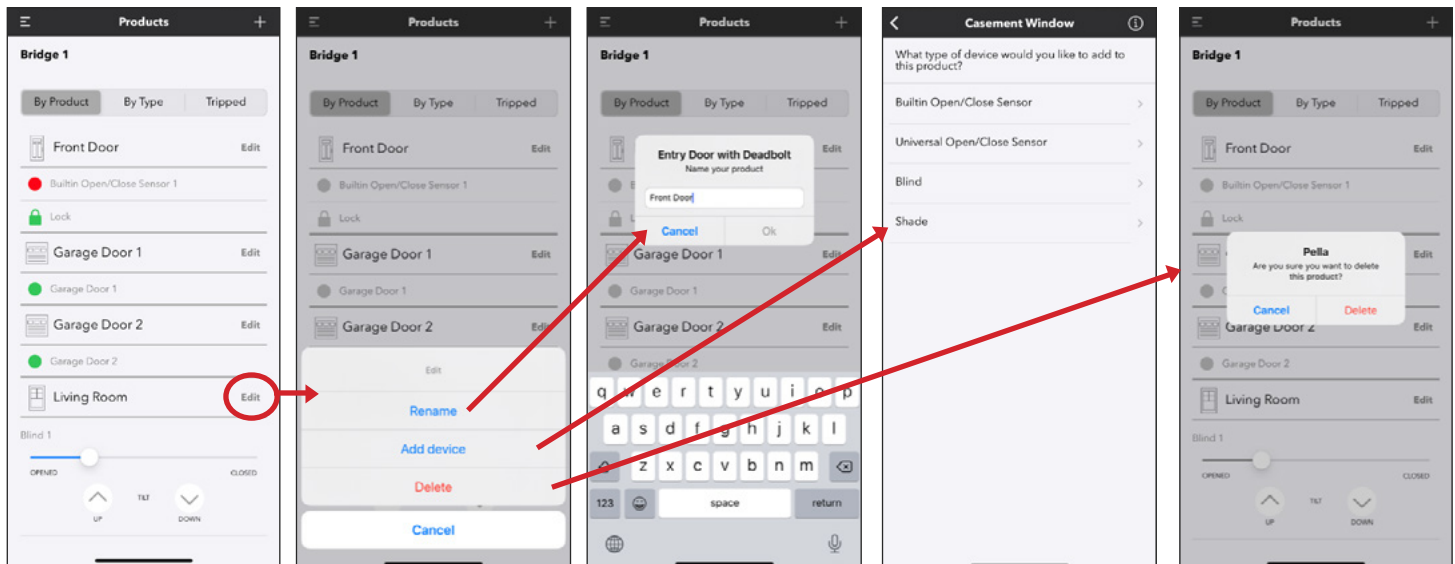 Products
Bridge 1
By Product By Type Tripped
Front Door Edit
Builtin Open/Close Sensor 1
Lock
Garage Door 1 Edit
Garage Door 1
Garage Door 2 Edit
Garage Door 2
Living Room Edit
Blind 1
OPENED CLOSED
TILT
UP DOWN
Products
Bridge 1
By Product By Type Tripped
Front Door Edit
Builtin Open/Close Sensor 1
Lock
Garage Door 1 Edit
Garage Door 1
Garage Door 2 Edit
Edit
Rename
Add device
Delete
Cancel
Products
Bridge 1
By Product By Type Tripped
Edit
Entry Door with Deadbolt
Name your product
Front Door
Cancel Ok
Garage Door 1 Edit
Garage Door 1
Garage Door 2 Edit
Garage Door 2
q w e r t y u i o p
a s d f g h j k l
z x c v b n m
123 space return
Casement Window
What type of device would you like to add to
this product?
Builtin Open/Close Sensor
Universal Open/Close Sensor
Blind
Shade
Products
Bridge 1
By Product By Type Tripped
Front Door Edit
Builtin Open/Close Sensor 1
Lock
Edit
Pella
Are you sure you want to delete
this product?
Cancel Delete
Garage Door 2 Edit
Garage Door 2
Living Room Edit
Blind 1
OPENED CLOSED
TILT
UP DOWN